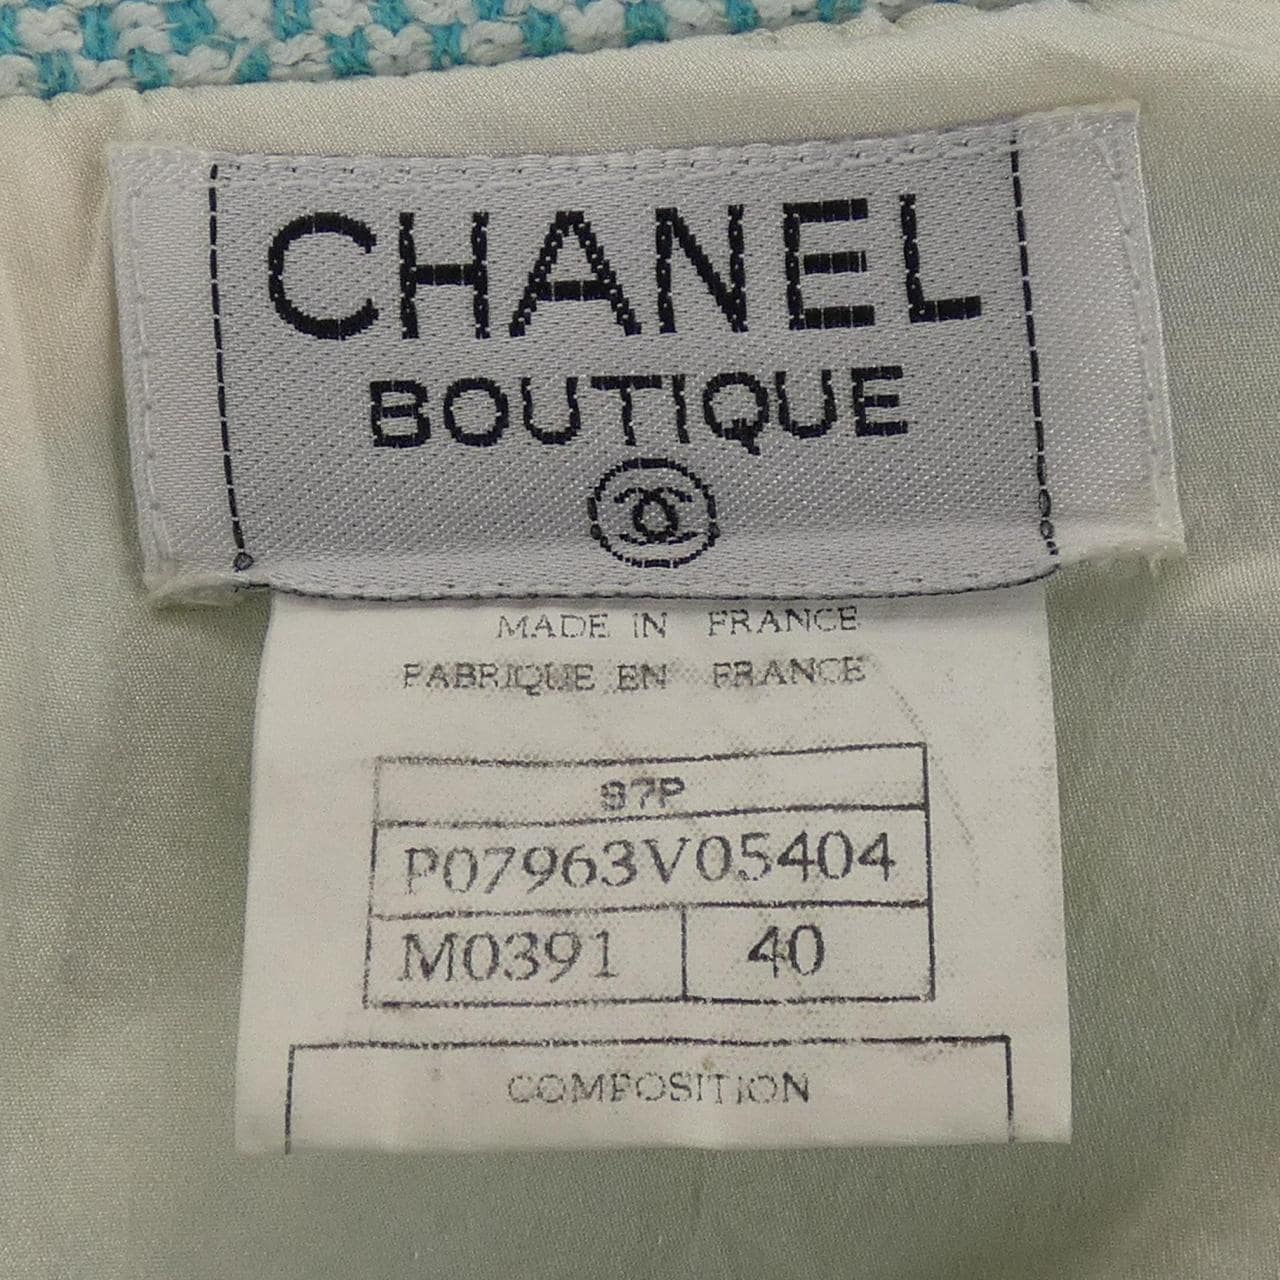 CHANEL
BOUTIQUE
MADE IN FRANCE
FABRIQUE EN FRANCE
97P
P07963V05404
M0391 40
COMPOSITION